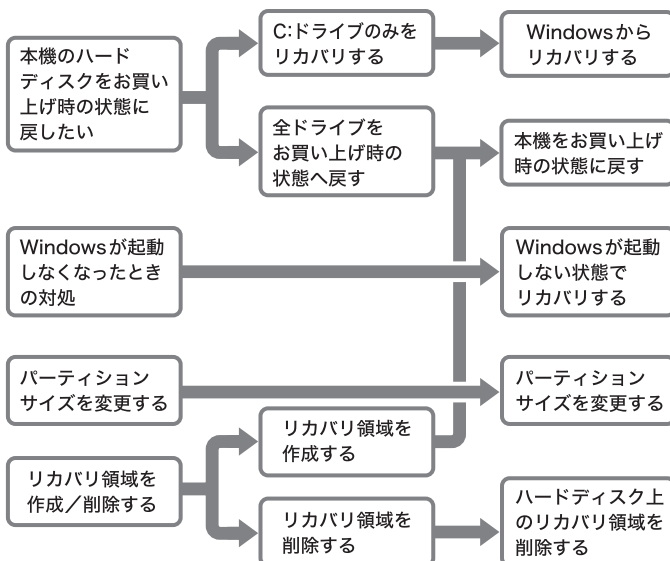 本機のハード
ディスクをお買い
上げ時の状態に
戻したい
C:ドライブのみを
リカバリする
Windowsから
リカバリする
全ドライブを
お買い上げ時の
状態へ戻す
本機をお買い上げ
時の状態に戻す
Windowsが起動
しなくなったとき
の対処
Windowsが起動
しない状態で
リカバリする
パーティション
サイズを変更する
パーティション
サイズを変更する
リカバリ領域を
作成／削除する
リカバリ領域を
作成する
リカバリ領域を
削除する
ハードディスク上
のリカバリ領域を
削除する